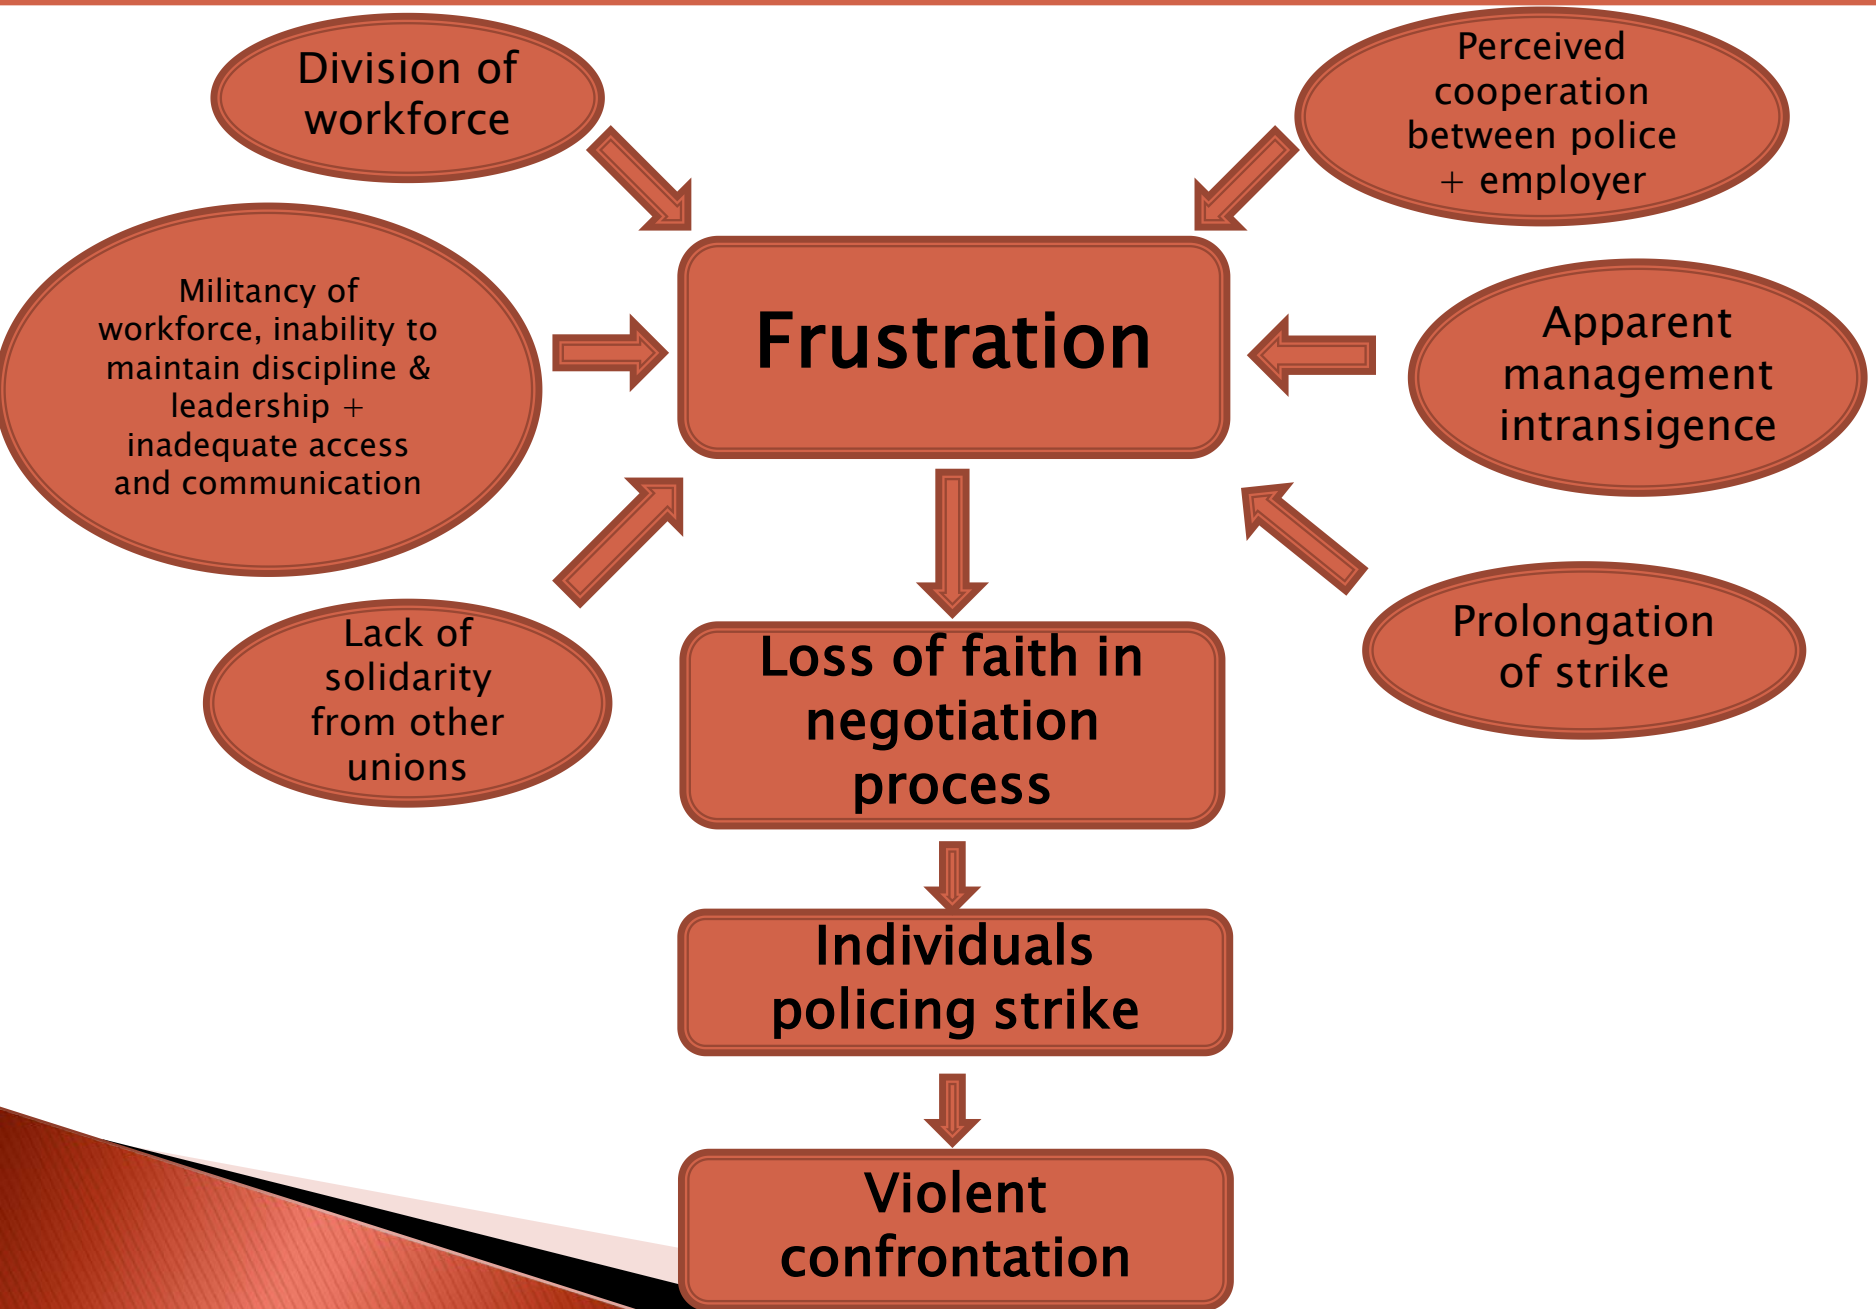 Division of
workforce
Perceived
cooperation
between police
+ employer
Militancy of
workforce, inability to
maintain discipline &
leadership +
inadequate access
and communication
Frustration
Apparent
management
intransigence
Lack of
solidarity
from other
unions
Loss of faith in
negotiation
process
Prolongation
of strike
Individuals
policing strike
Violent
confrontation